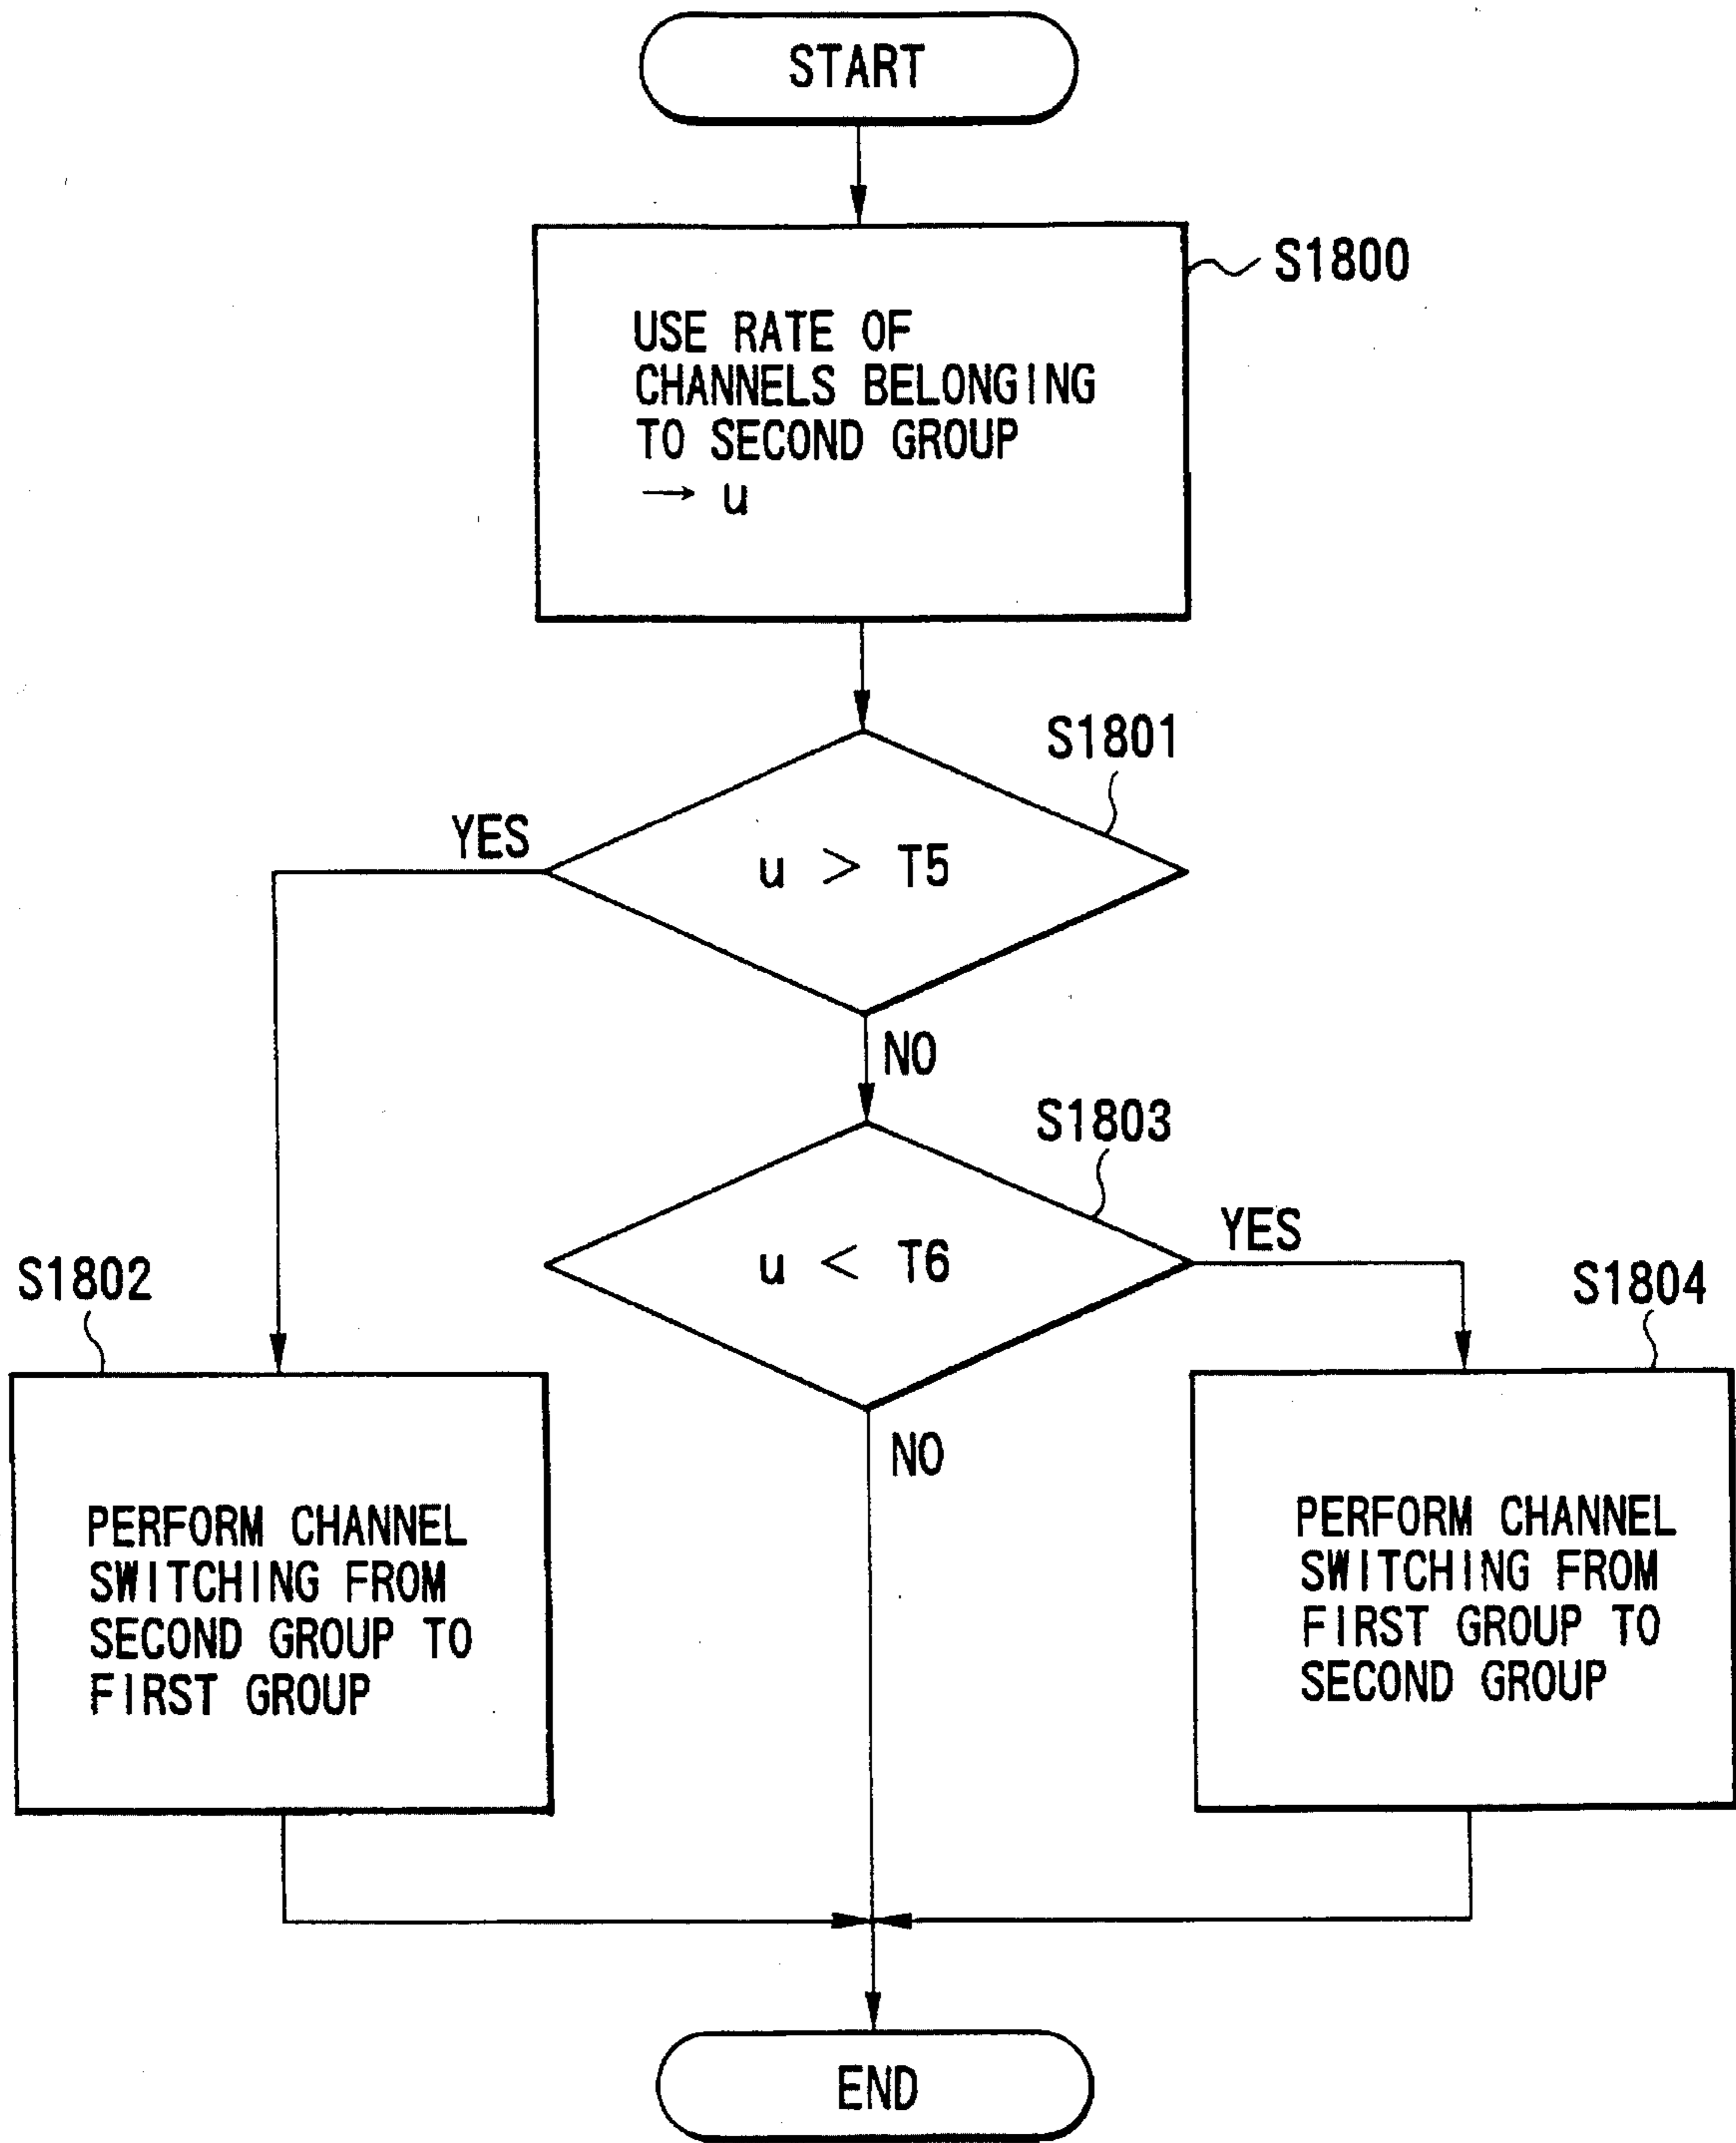 START
S1800
USE RATE OF
CHANNELS BELONGING
TO SECOND GROUP
→ u
S1801
YES
u > T5
NO
S1803
YES
u < T6
S1802
S1804
NO
PERFORM CHANNEL
SWITCHING FROM
SECOND GROUP TO
FIRST GROUP
PERFORM CHANNEL
SWITCHING FROM
FIRST GROUP TO
SECOND GROUP
END